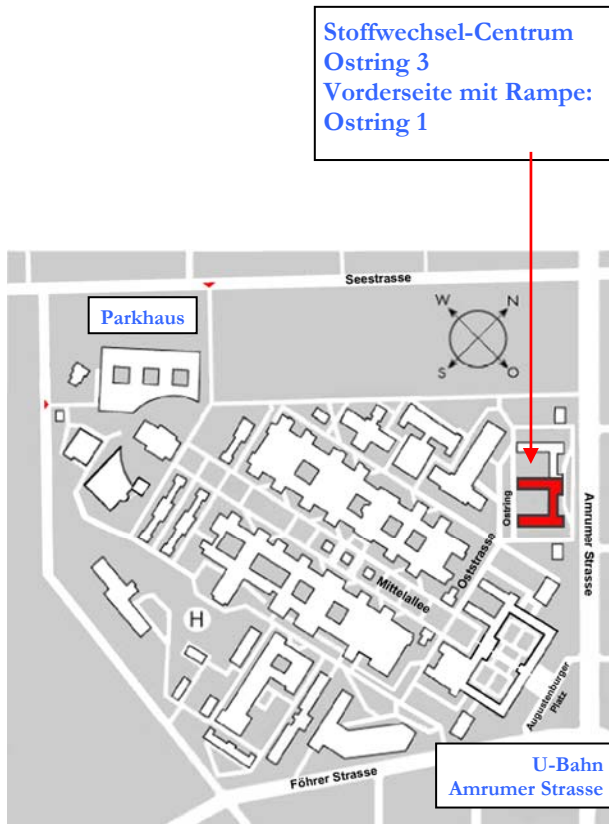 Stoffwechsel-Centrum
Ostring 3
Vorderseite mit Rampe:
Ostring 1
Seestrasse
Parkhaus
W
N
S
O
Ostring
Amrumer Strasse
Oststrasse
Mittelallee
H
Augustenburger
Platz
Föhrer Strasse
U-Bahn
Amrumer Strasse